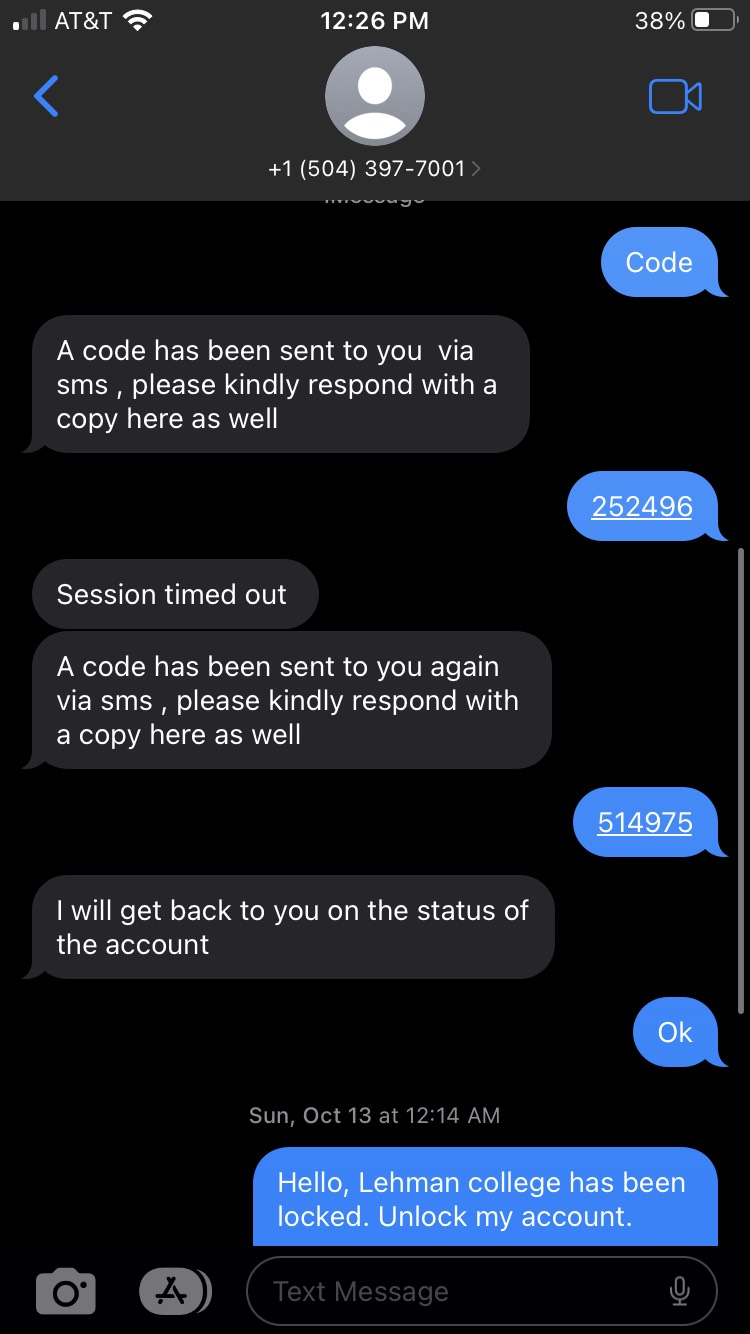 AT&T
12:26 PM
38%
+1 (504) 397-7001
iMessage
Code
A code has been sent to you  via
sms , please kindly respond with a
copy here as well
252496
Session timed out
A code has been sent to you again
via sms , please kindly respond with
a copy here as well
514975
I will get back to you on the status of
the account
Ok
Sun, Oct 13 at 12:14 AM
Hello, Lehman college has been
locked. Unlock my account.
Text Message